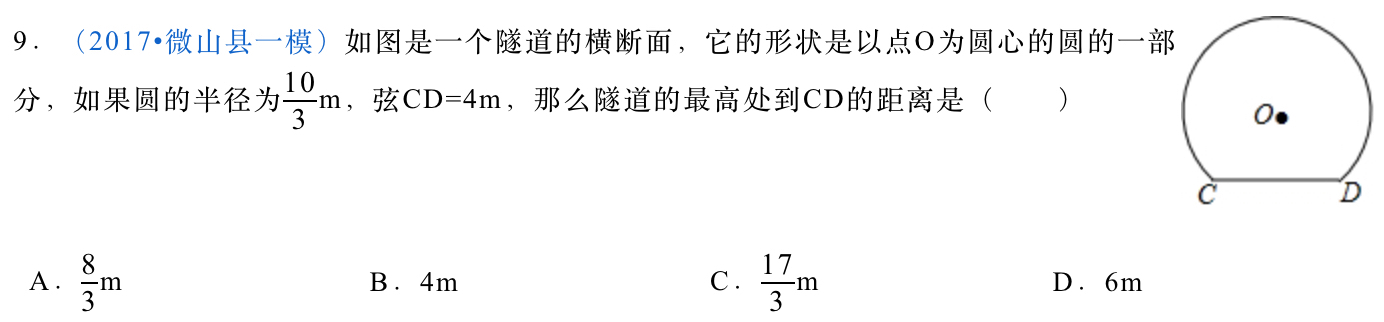 9．（2017•微山县一模）如图是一个隧道的横断面，它的形状是以点O为圆心的圆的一部
分，如果圆的半径为10/3m，弦CD=4m，那么隧道的最高处到CD的距离是（　　）
O
C D
A．8/3m B．4m C．17/3m D．6m